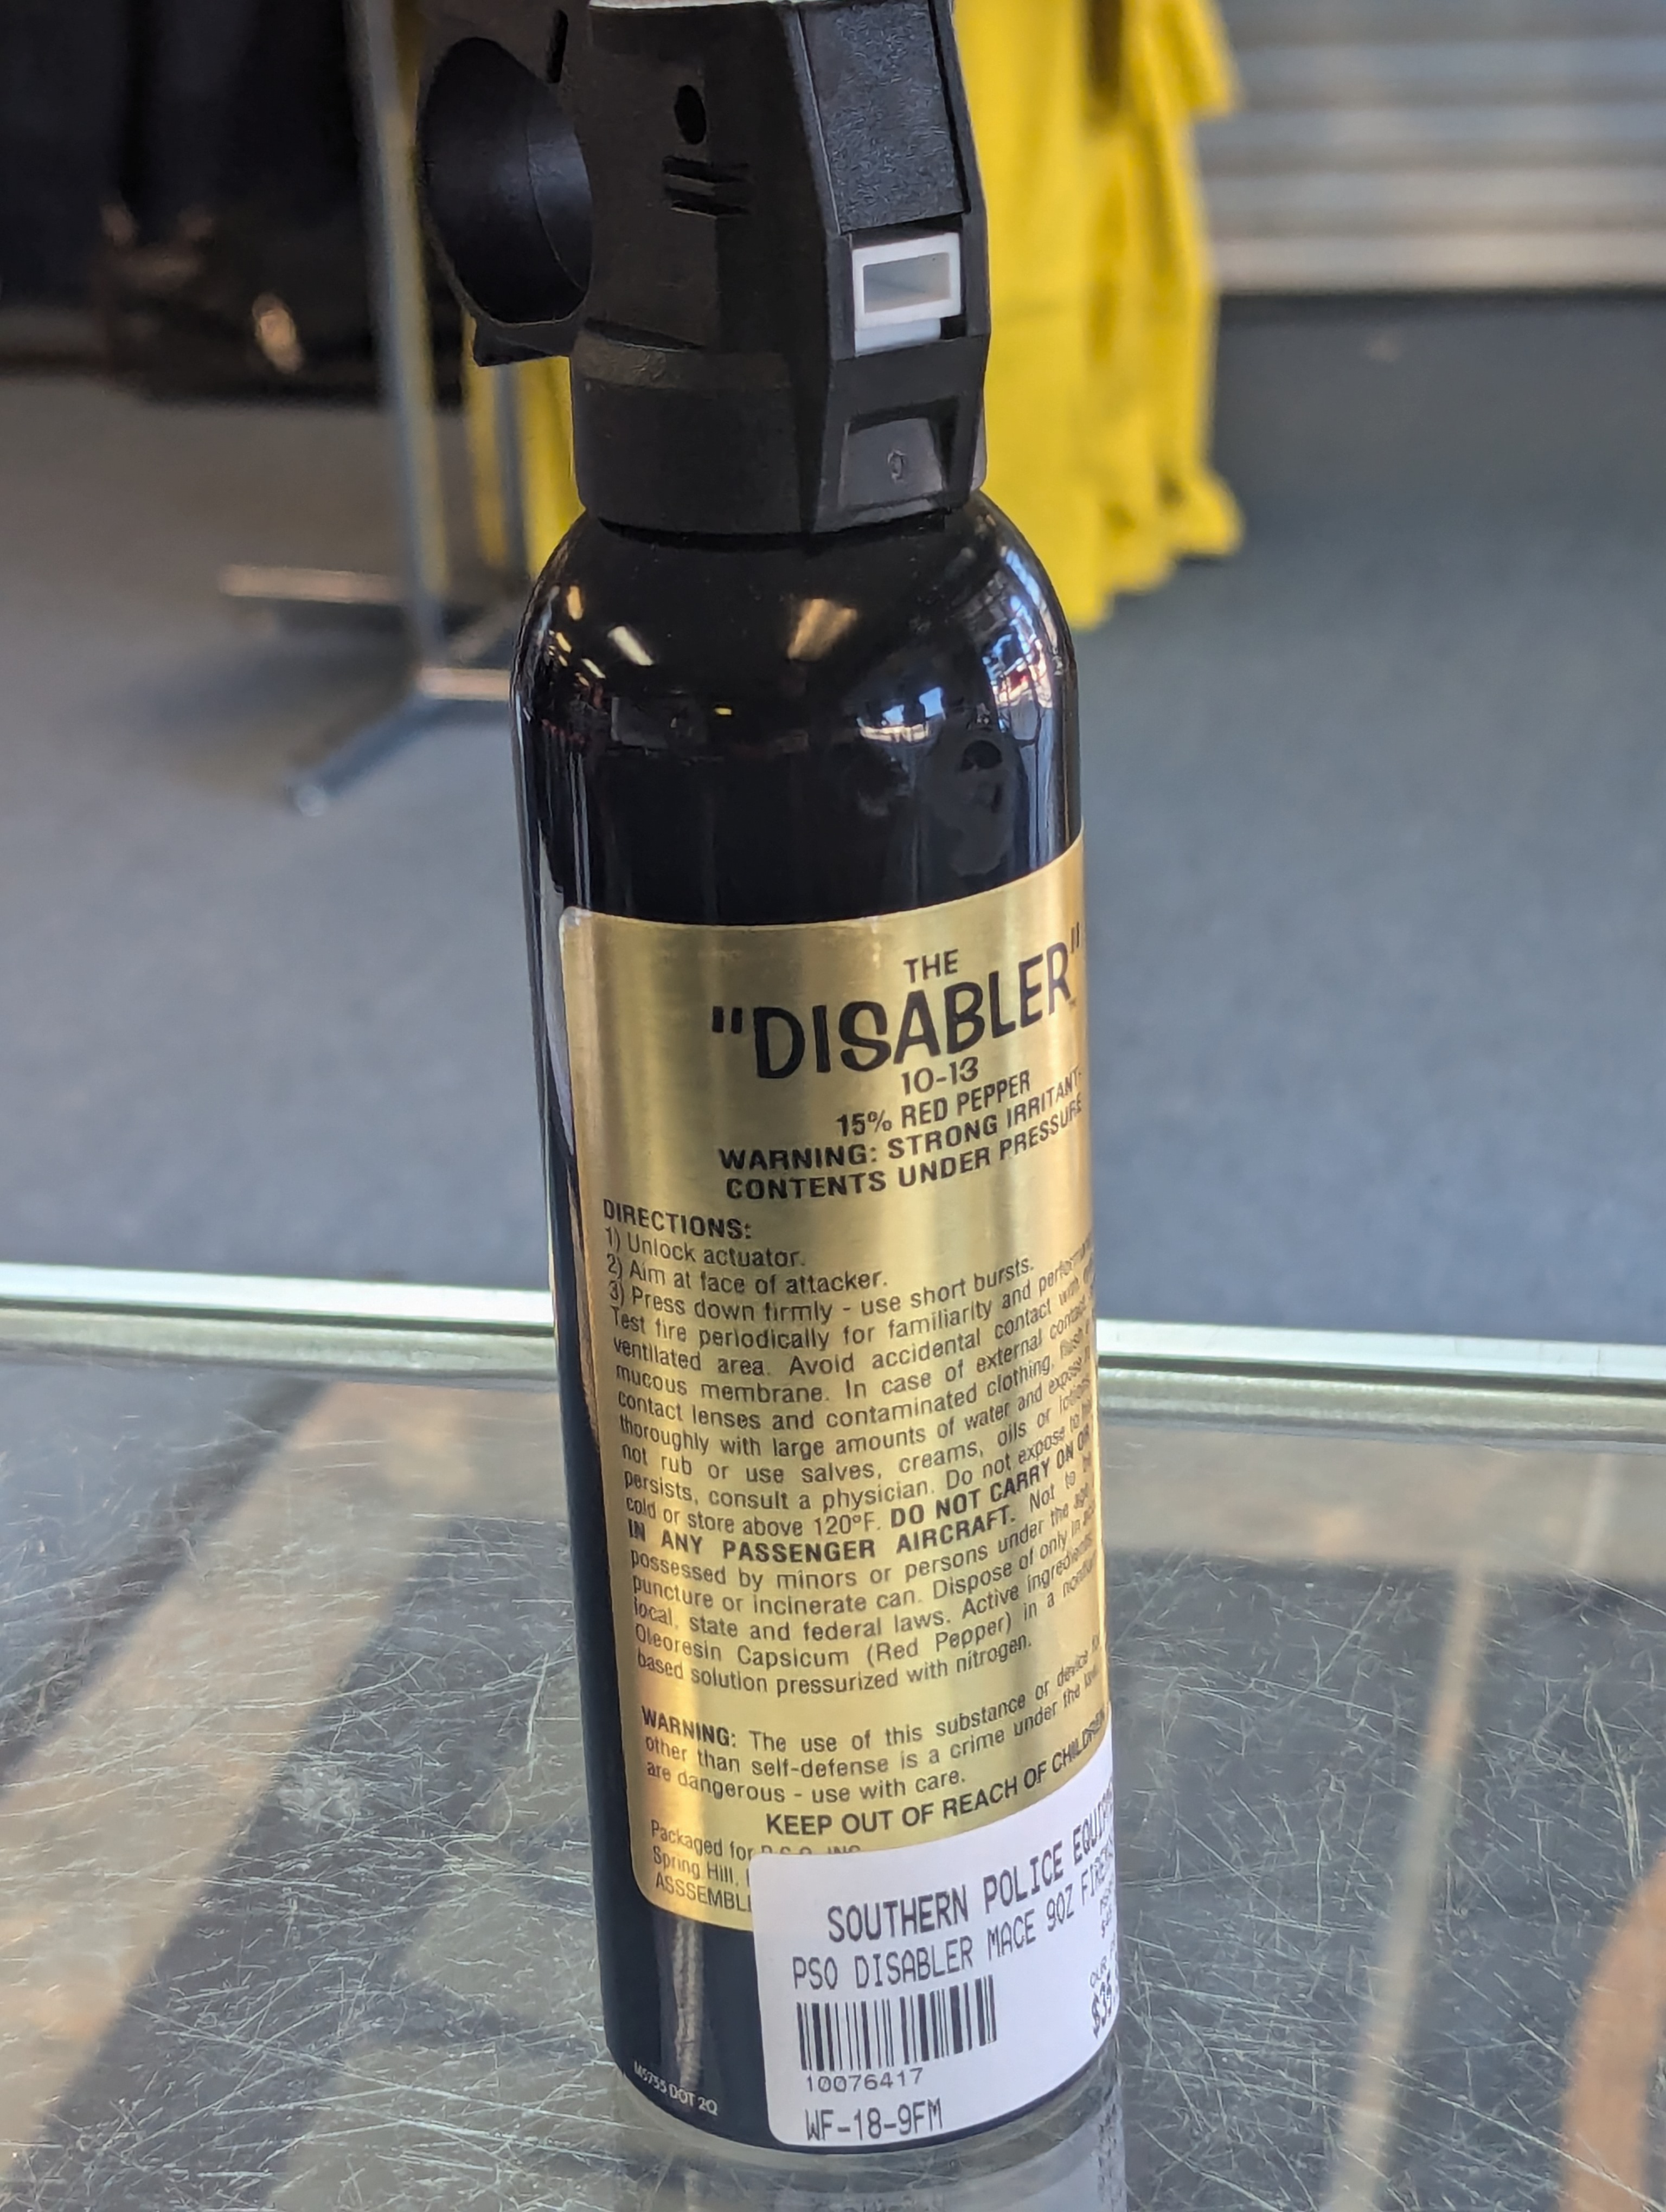 THE
"DISABLER"
10-13
15% RED PEPPER
WARNING: STRONG IRRITANT-
CONTENTS UNDER PRESSURE
DIRECTIONS:
1) Unlock actuator.
2) Aim at face of attacker.
3) Press down firmly - use short bursts.
Test fire periodically for familiarity and
ventilated area. Avoid accidental contact with
mucous membrane. In case of external contact,
contact lenses and contaminated clothing, flush
thoroughly with large amounts of water and
not rub or use salves, creams, oils or lotions.
persists, consult a physician. Do not expose to
cold or store above 120°F. DO NOT CARRY ON OR
IN ANY PASSENGER AIRCRAFT. Not to be
possessed by minors or persons under the age
puncture or incinerate can. Dispose of only in
local, state and federal laws. Active ingredients:
Oleoresin Capsicum (Red Pepper) in a
based solution pressurized with nitrogen.
WARNING: The use of this substance or device
other than self-defense is a crime under the law.
are dangerous - use with care.
KEEP OUT OF REACH OF CHILDREN
Packaged for
Spring Hill,
SOUTHERN POLICE
PSO DISABLER MACE 9OZ
10076417
WF-18-9FM
DOT 2Q